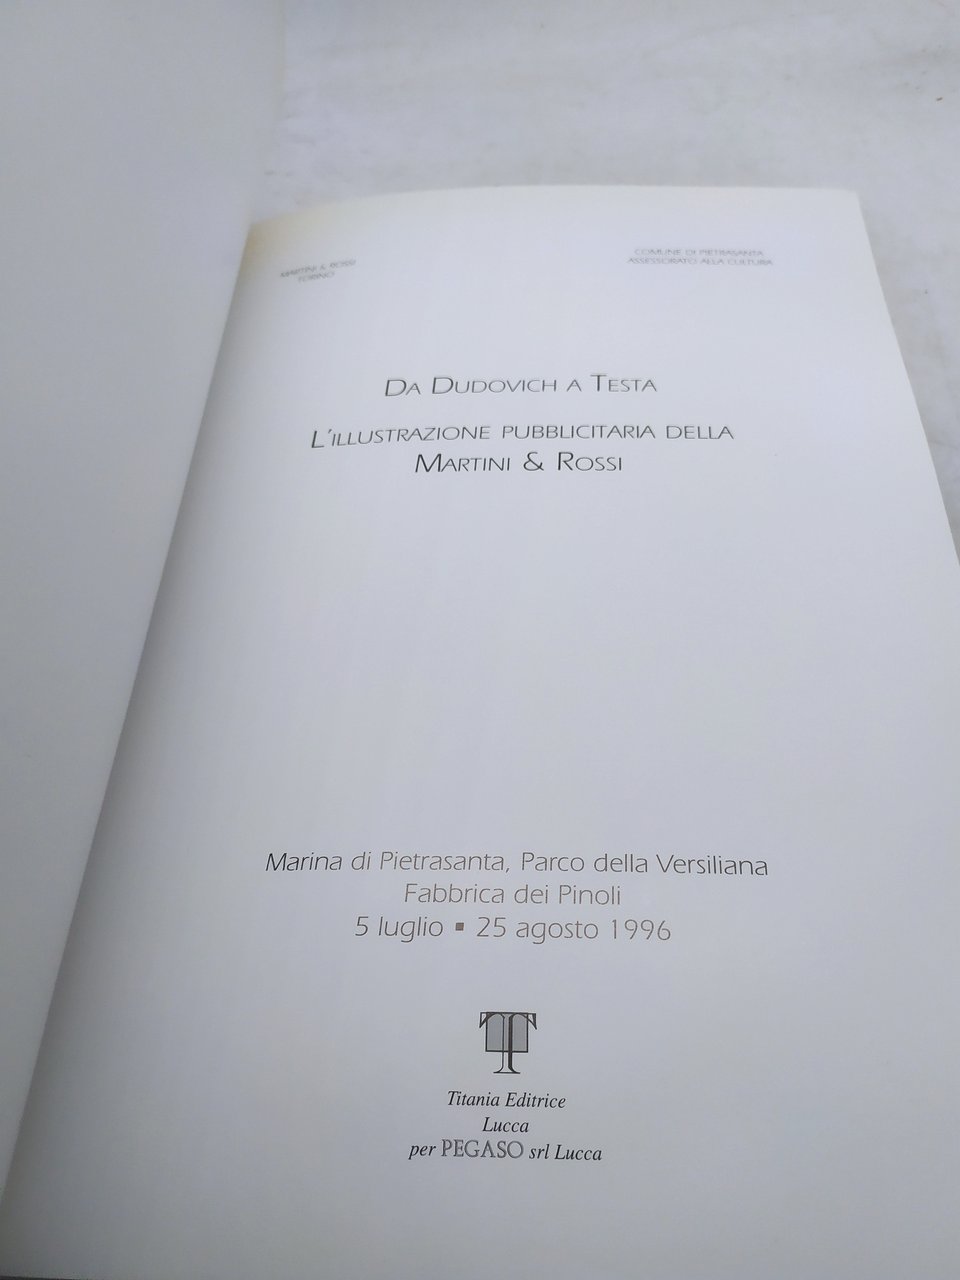 MARTINI & ROSSI
TORINO
COMUNE DI PIETRASANTA
ASSESSORATO ALLA CULTURA
DA DUDOVICH A TESTA
L'ILLUSTRAZIONE PUBBLICITARIA DELLA
MARTINI & ROSSI
Marina di Pietrasanta, Parco della Versiliana
Fabbrica dei Pinoli
5 luglio ▪ 25 agosto 1996
Titania Editrice
Lucca
per PEGASO srl Lucca